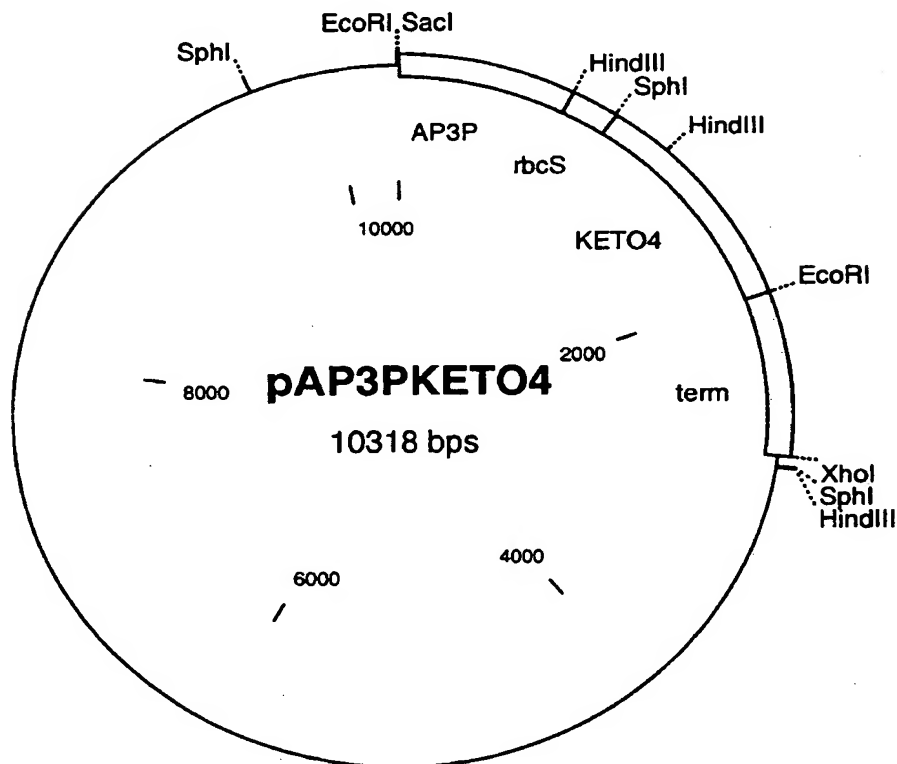 EcoRI SacI
SphI
HindIII
SphI
HindIII
AP3P
rbcS
10000
KETO4
EcoRI
2000
8000
pAP3PKETO4
term
10318 bps
XhoI
SphI
HindIII
4000
6000